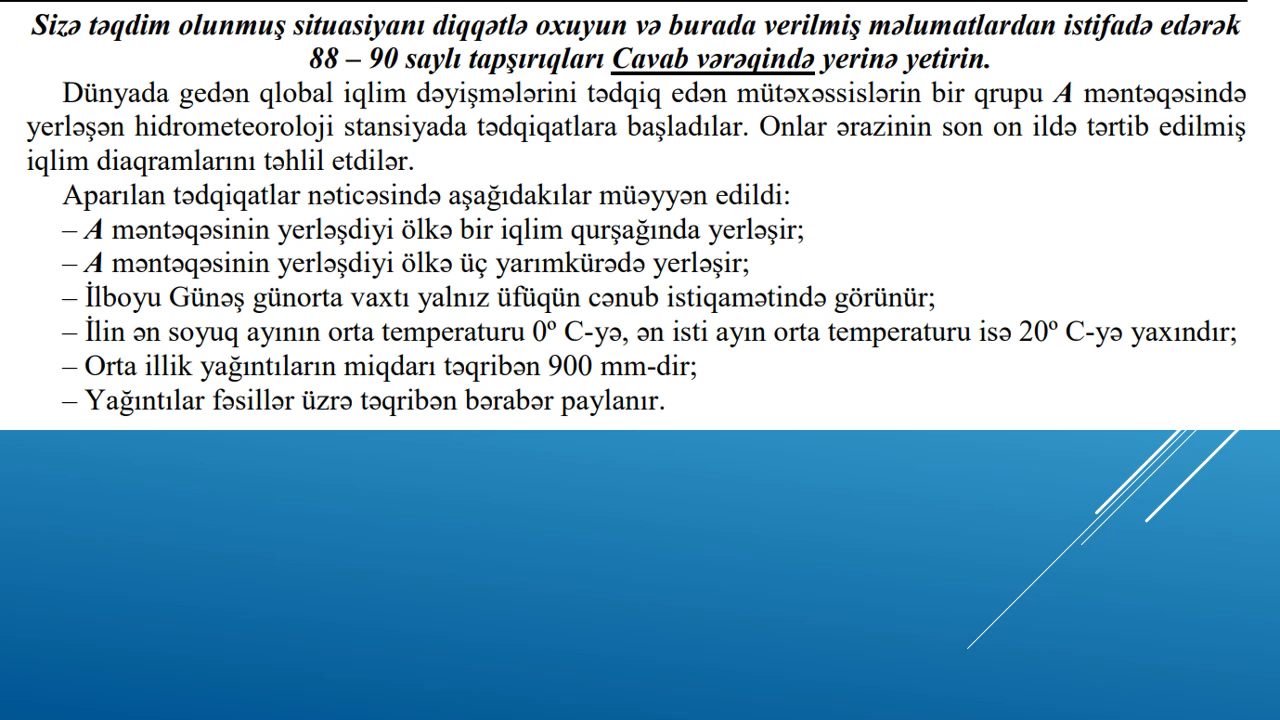 Sizə təqdim olunmuş situasiyanı diqqətlə oxuyun və burada verilmiş məlumatlardan istifadə edərək
88 – 90 saylı tapşırıqları Cavab vərəqində yerinə yetirin.
Dünyada gedən qlobal iqlim dəyişmələrini tədqiq edən mütəxəssislərin bir qrupu A məntəqəsində
yerləşən hidrometeoroloji stansiyada tədqiqatlara başladılar. Onlar ərazinin son on ildə tərtib edilmiş
iqlim diaqramlarını təhlil etdilər.
Aparılan tədqiqatlar nəticəsində aşağıdakılar müəyyən edildi:
– A məntəqəsinin yerləşdiyi ölkə bir iqlim qurşağında yerləşir;
– A məntəqəsinin yerləşdiyi ölkə üç yarımkürədə yerləşir;
– İlboyu Günəş günorta vaxtı yalnız üfüqün cənub istiqamətində görünür;
– İlin ən soyuq ayının orta temperaturu 0º C-yə, ən isti ayın orta temperaturu isə 20º C-yə yaxındır;
– Orta illik yağıntıların miqdarı təqribən 900 mm-dir;
– Yağıntılar fəsillər üzrə təqribən bərabər paylanır.